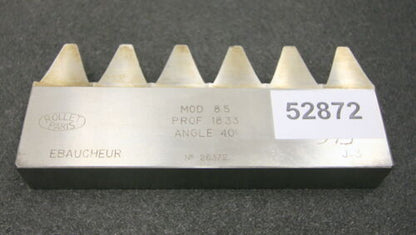 ROLLET
PARIS
MOD 8.5
PROF 18.33
ANGLE 40°
EBAUCHEUR
N° 26372
52872
J-3